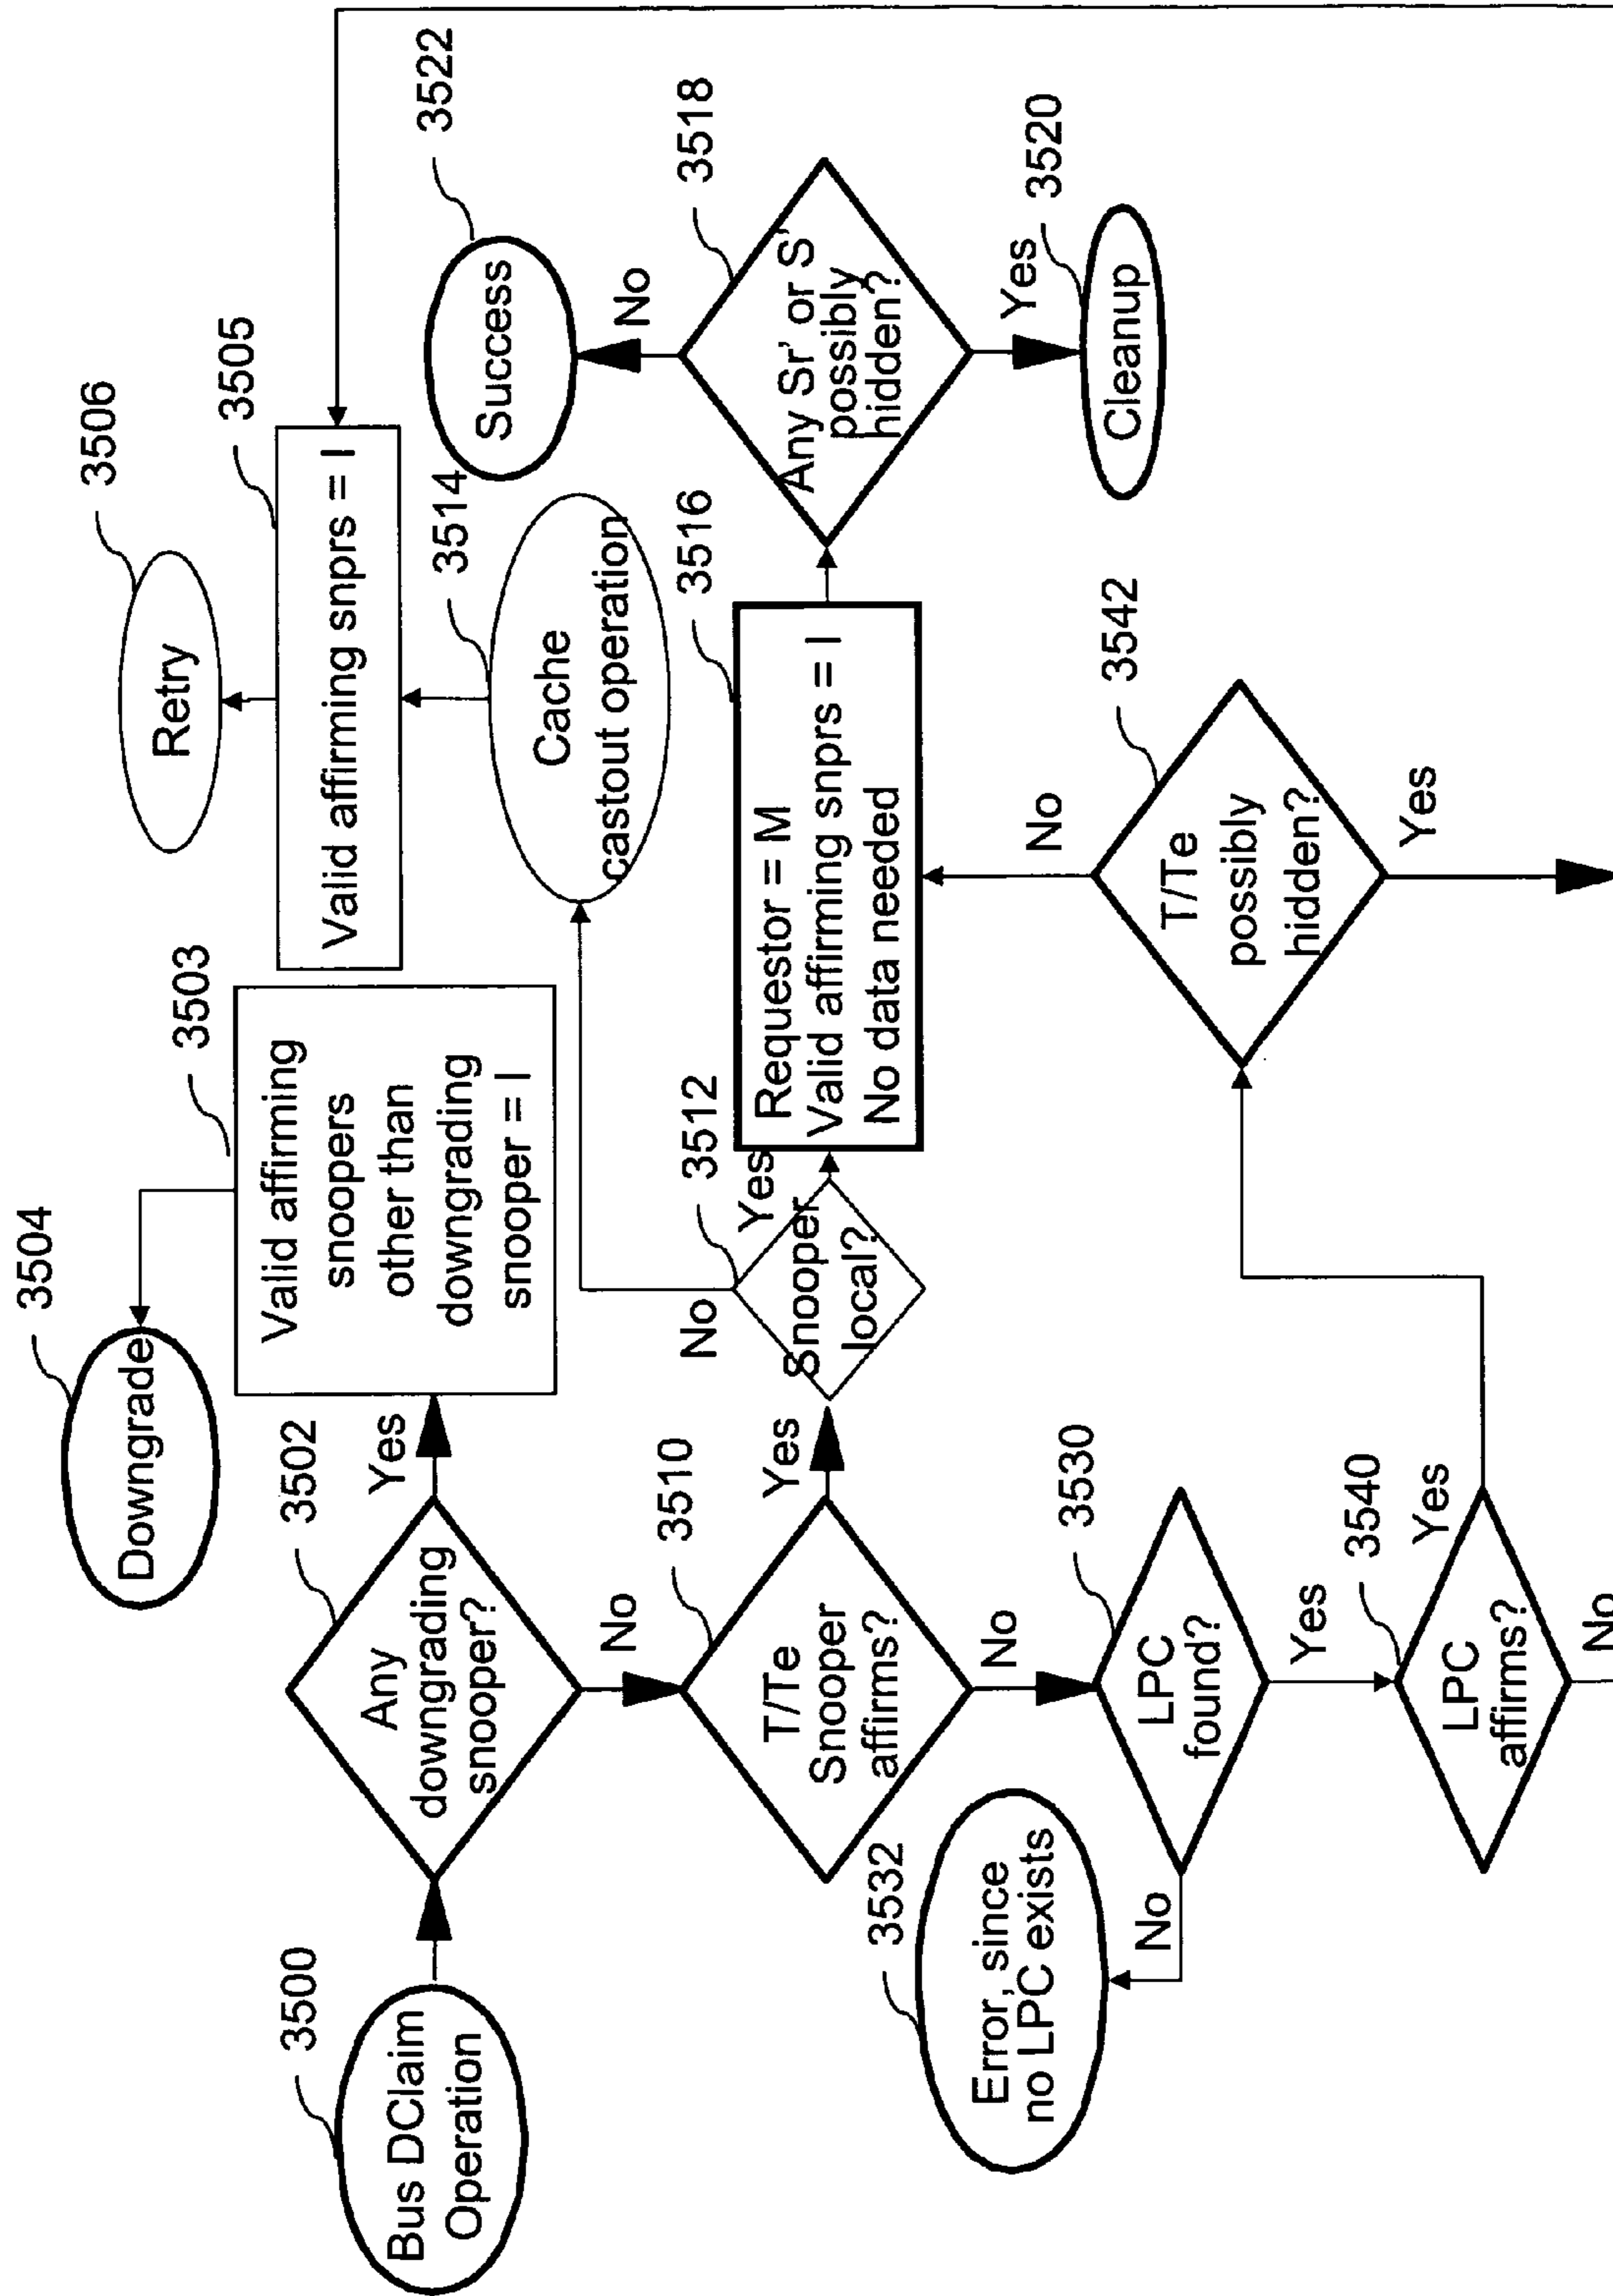 3500
Bus DClaim
Operation
3502
Any
downgrading
snooper?
Yes
No
3503
Valid affirming
snoopers
other than
downgrading
snooper = I
3504
Downgrade
3505
Valid affirming snprs = I
3506
Retry
3510
T/Te
Snooper
affirms?
Yes
No
3512
Snooper
local?
No
Yes
3514
Cache
castout operation
3516
Requestor = M
Valid affirming snprs = I
No data needed
3518
Any Sr' or S'
possibly
hidden?
No
Yes
3522
Success
3520
Cleanup
3530
LPC
found?
No
Yes
3532
Error, since
no LPC exists
3540
LPC
affirms?
Yes
No
3542
T/Te
possibly
hidden?
No
Yes